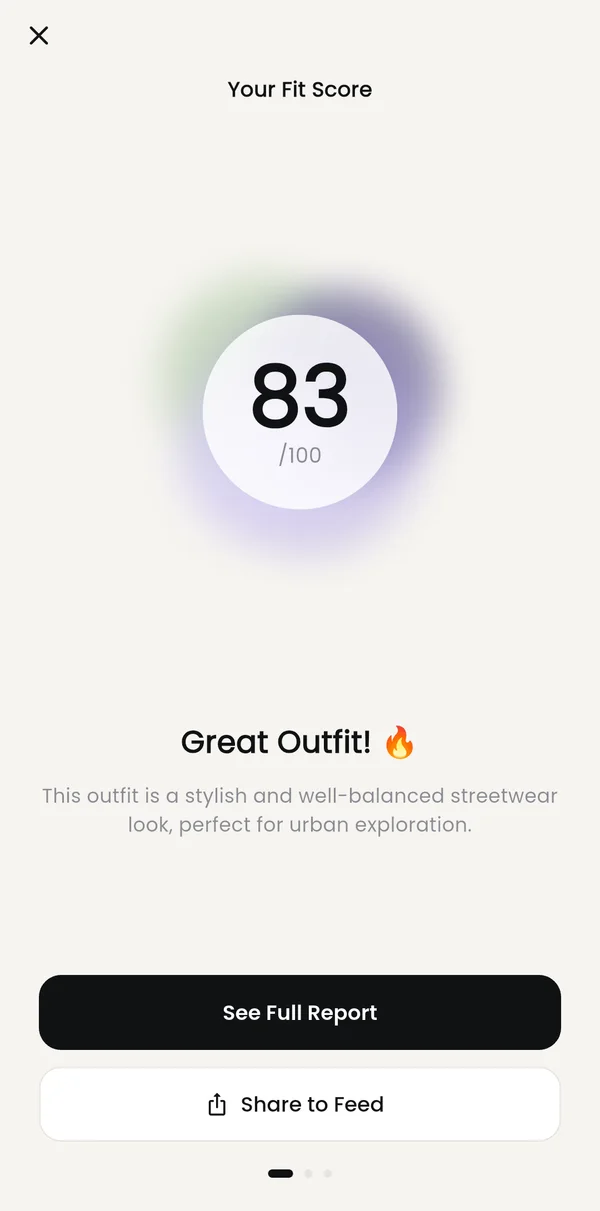 Your Fit Score
83
/100
Great Outfit! 🔥
This outfit is a stylish and well-balanced streetwear
look, perfect for urban exploration.
See Full Report
Share to Feed